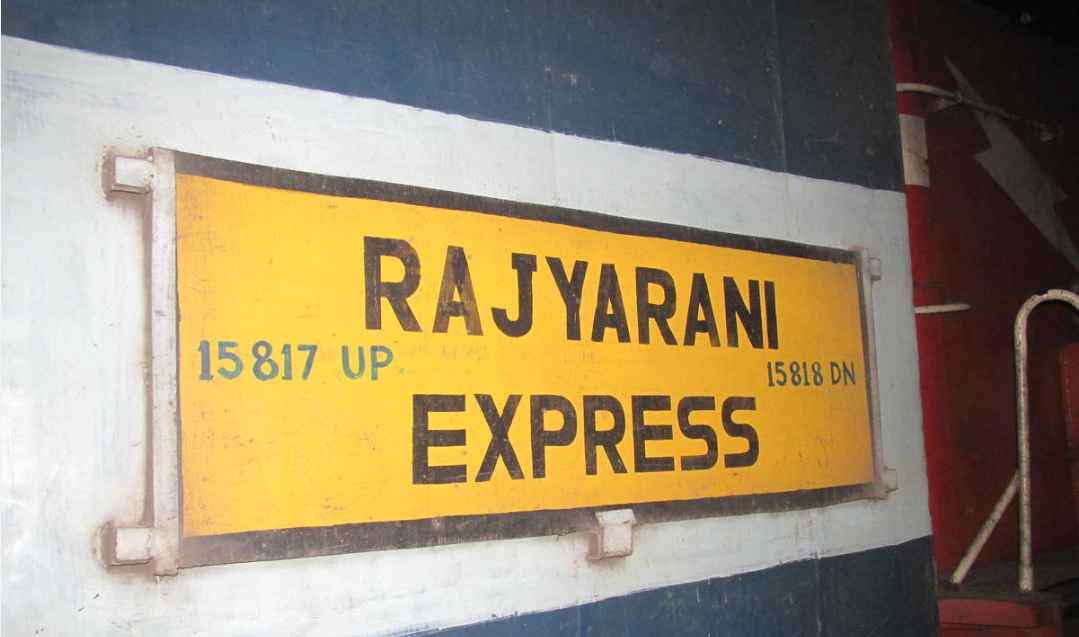 RAJYARANI
15817 UP 15818 DN
EXPRESS